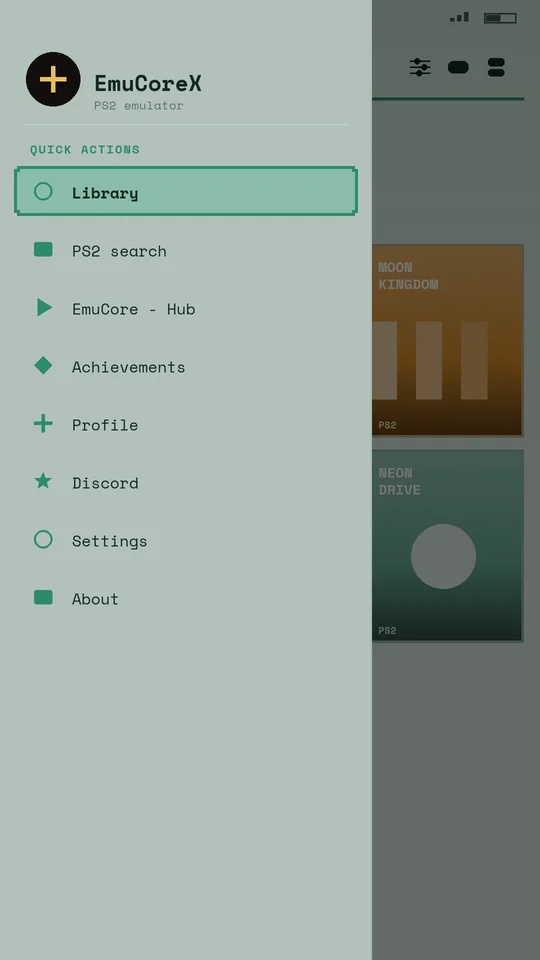 EmuCoreX
PS2 emulator
QUICK ACTIONS
Library
PS2 search
EmuCore - Hub
Achievements
Profile
Discord
Settings
About
MOON
KINGDOM
PS2
NEON
DRIVE
PS2